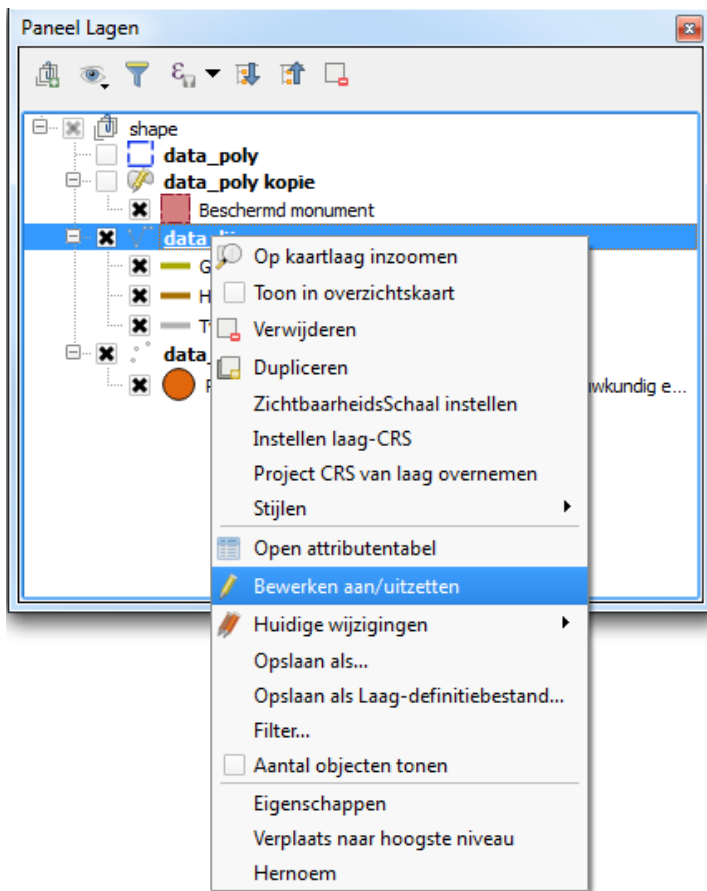 Paneel Lagen
shape
data_poly
data_poly kopie
Beschermd monument
Op kaartlaag inzoomen
Toon in overzichtskaart
Verwijderen
data_
Dupliceren
wkundig e...
ZichtbaarheidsSchaal instellen
Instellen laag-CRS
Project CRS van laag overnemen
Stijlen
Open attributentabel
Bewerken aan/uitzetten
Huidige wijzigingen
Opslaan als...
Opslaan als Laag-definitiebestand...
Filter...
Aantal objecten tonen
Eigenschappen
Verplaats naar hoogste niveau
Hernoem